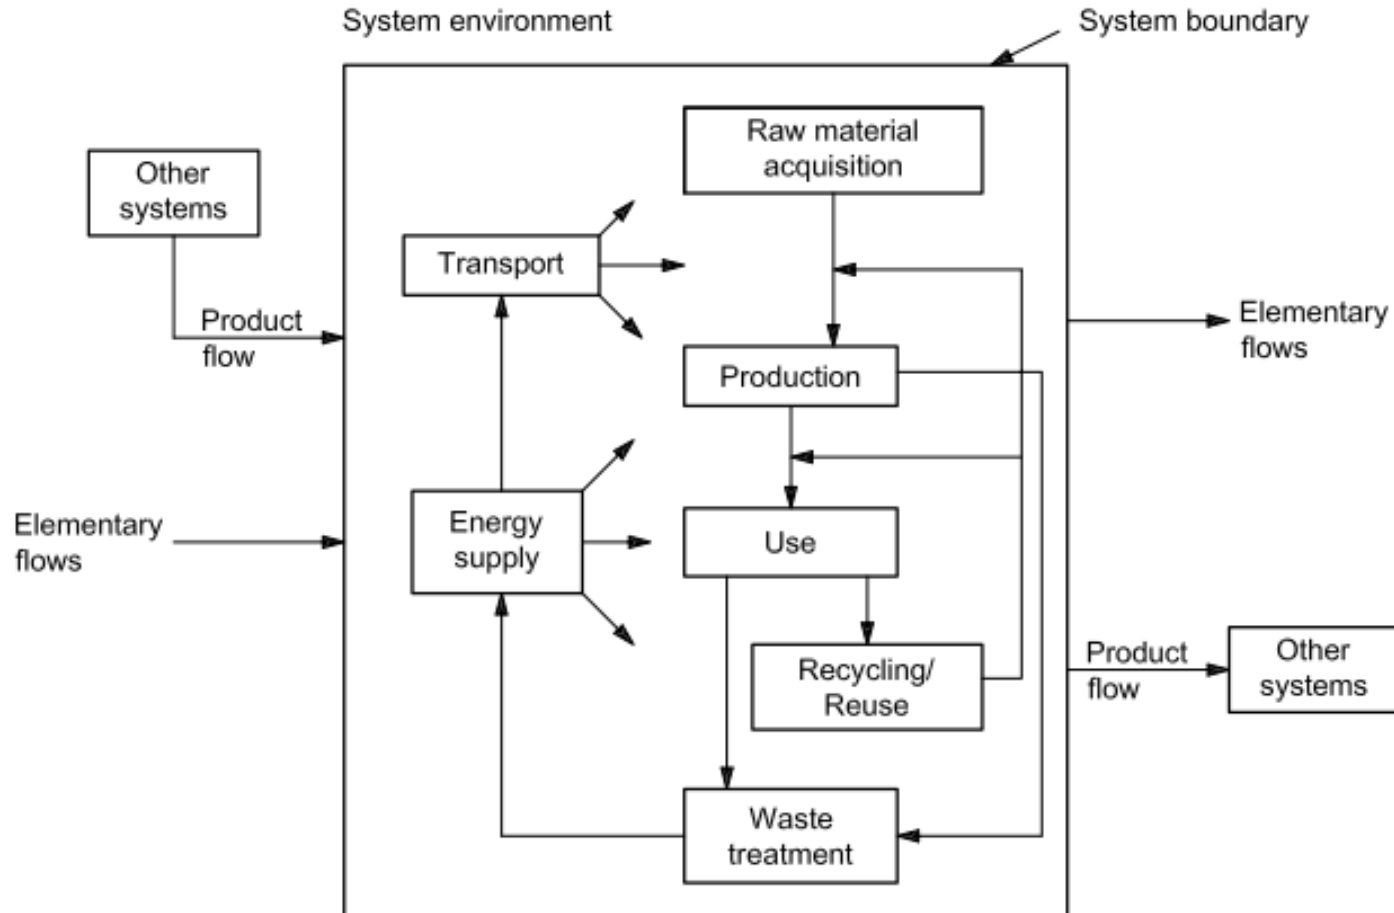 System environment
System boundary
Raw material
acquisition
Other
systems
Transport
Product
flow
Elementary
flows
Production
Energy
supply
Elementary
flows
Use
Recycling/
Reuse
Product
flow
Other
systems
Waste
treatment